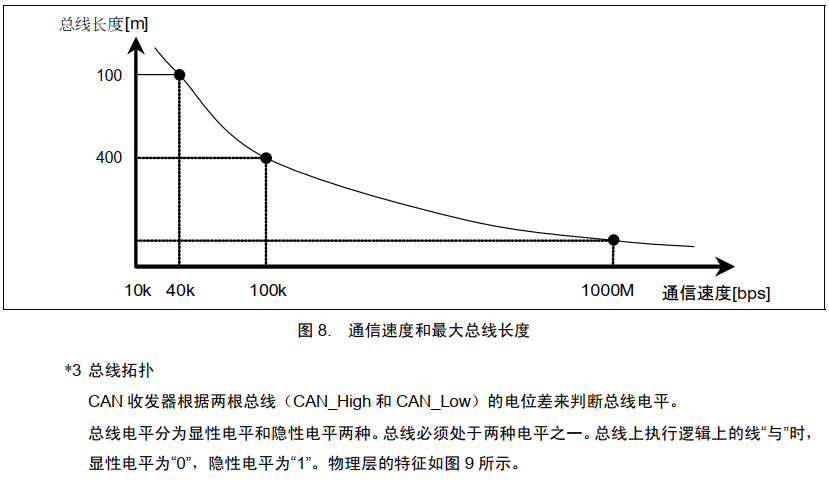 总线长度[m]
100
400
10k 40k 100k 1000M 通信速度[bps]
图 8. 通信速度和最大总线长度
*3 总线拓扑
CAN 收发器根据两根总线（CAN_High 和 CAN_Low）的电位差来判断总线电平。
总线电平分为显性电平和隐性电平两种。总线必须处于两种电平之一。总线上执行逻辑上的线“与”时，
显性电平为“0”，隐性电平为“1”。物理层的特征如图 9 所示。